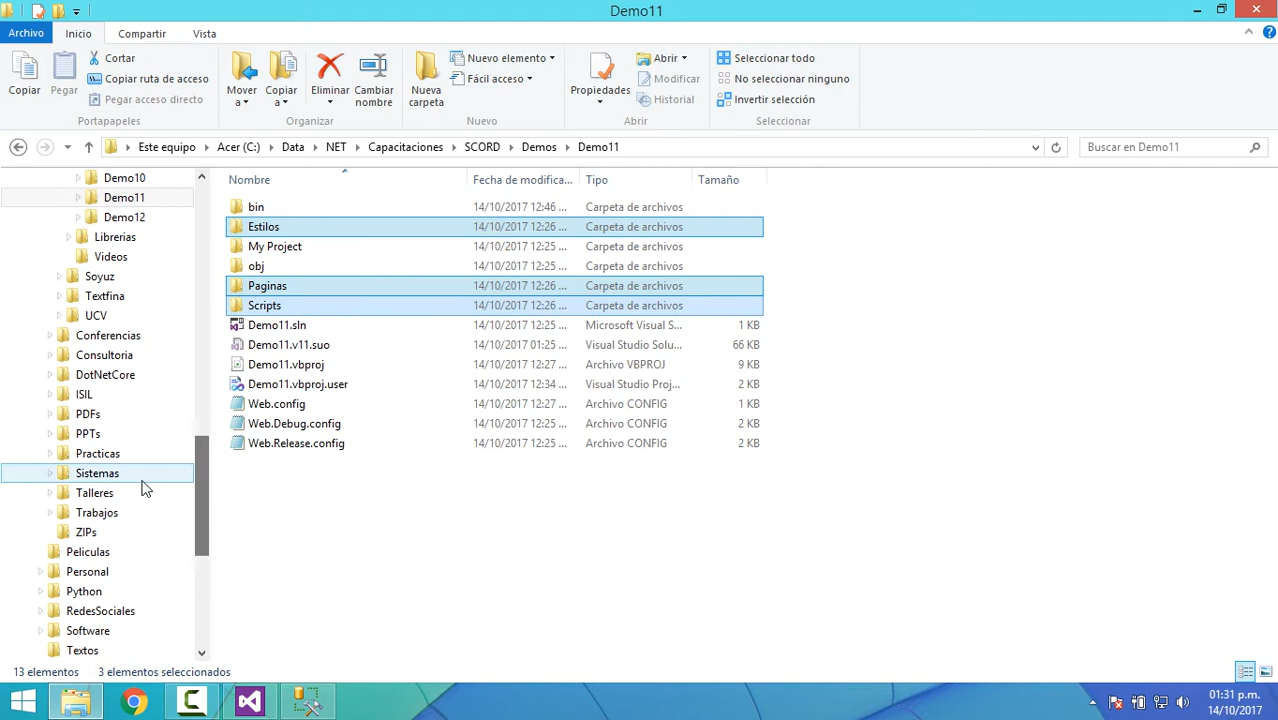 Demo11
Archivo Inicio Compartir Vista
Copiar
Pegar
Cortar
Copiar ruta de acceso
Pegar acceso directo
Portapapeles
Mover a
Copiar a
Eliminar
Cambiar nombre
Organizar
Nueva carpeta
Nuevo elemento
Fácil acceso
Nuevo
Propiedades
Abrir
Modificar
Historial
Abrir
Seleccionar todo
No seleccionar ninguno
Invertir selección
Seleccionar
Este equipo Acer (C:) Data NET Capacitaciones SCORD Demos Demo11
Buscar en Demo11
Demo10
Demo11
Demo12
Librerias
Videos
Soyuz
Textfina
UCV
Conferencias
Consultoria
DotNetCore
ISIL
PDFs
PPTs
Practicas
Sistemas
Talleres
Trabajos
ZIPs
Peliculas
Personal
Python
RedesSociales
Software
Textos
Nombre Fecha de modifica... Tipo Tamaño
bin 14/10/2017 12:46 ... Carpeta de archivos
Estilos 14/10/2017 12:26 ... Carpeta de archivos
My Project 14/10/2017 12:25 ... Carpeta de archivos
obj 14/10/2017 12:25 ... Carpeta de archivos
Paginas 14/10/2017 12:26 ... Carpeta de archivos
Scripts 14/10/2017 12:26 ... Carpeta de archivos
Demo11.sln 14/10/2017 12:25 ... Microsoft Visual S... 1 KB
Demo11.v11.suo 14/10/2017 01:25 ... Visual Studio Solu... 66 KB
Demo11.vbproj 14/10/2017 12:27 ... Archivo VBPROJ 9 KB
Demo11.vbproj.user 14/10/2017 12:34 ... Visual Studio Proj... 2 KB
Web.config 14/10/2017 12:27 ... Archivo CONFIG 1 KB
Web.Debug.config 14/10/2017 12:25 ... Archivo CONFIG 2 KB
Web.Release.config 14/10/2017 12:25 ... Archivo CONFIG 2 KB
13 elementos 3 elementos seleccionados
01:31 p.m.
14/10/2017